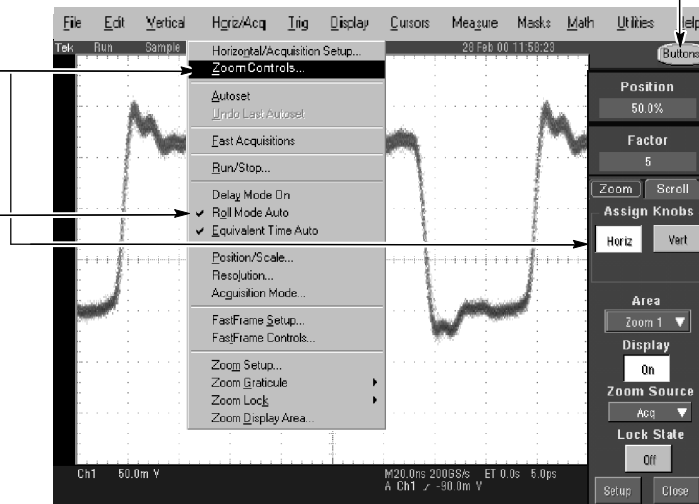 File Edit Vertical Horiz/Acq Trig Display Cursors Measure Masks Math Utilities
Tek Run Sample 28 Feb 00 11:58:23
Buttons
Horizontal/Acquisition Setup...
Zoom Controls...
Autoset
Undo Last Autoset
Fast Acquisitions
Run/Stop...
Delay Mode On
Roll Mode Auto
Equivalent Time Auto
Position/Scale...
Resolution...
Acquisition Mode...
FastFrame Setup...
FastFrame Controls...
Zoom Setup...
Zoom Graticule
Zoom Lock
Zoom Display Area...
Position
50.0%
Factor
5
Zoom Scroll
Assign Knobs
Horiz Vert
Area
Zoom 1
Display
On
Zoom Source
Acq
Lock State
Off
Setup Close
Ch1 50.0m V
M20.0ns 200GS/s ET 0.0s 5.0ps
A Ch1 -90.0m V